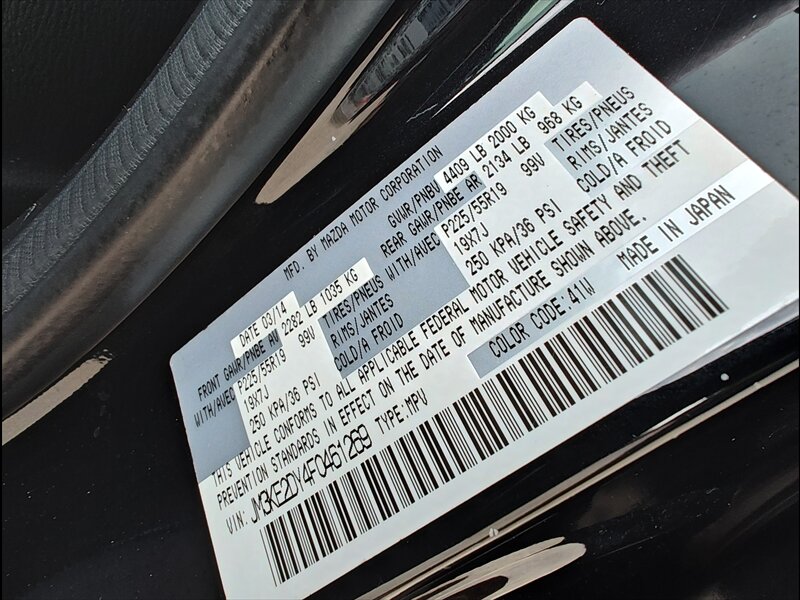 MFD. BY MAZDA MOTOR CORPORATION
DATE 03/14 GVWR/PNBV 4409 LB 2000 KG
FRONT GAWR/PNBE AV 2282 LB 1035 KG REAR GAWR/PNBE AR 2134 LB 968 KG
WITH/AVEC P225/55R19 99V TIRES/PNEUS WITH/AVEC P225/55R19 99V TIRES/PNEUS
19X7J RIMS/JANTES 19X7J RIMS/JANTES
250 KPA/36 PSI COLD/A FROID 250 KPA/36 PSI COLD/A FROID
THIS VEHICLE CONFORMS TO ALL APPLICABLE FEDERAL MOTOR VEHICLE SAFETY AND THEFT
PREVENTION STANDARDS IN EFFECT ON THE DATE OF MANUFACTURE SHOWN ABOVE.
VIN: JM3KE2DY4F0461269 TYPE:MPV COLOR CODE:41W MADE IN JAPAN